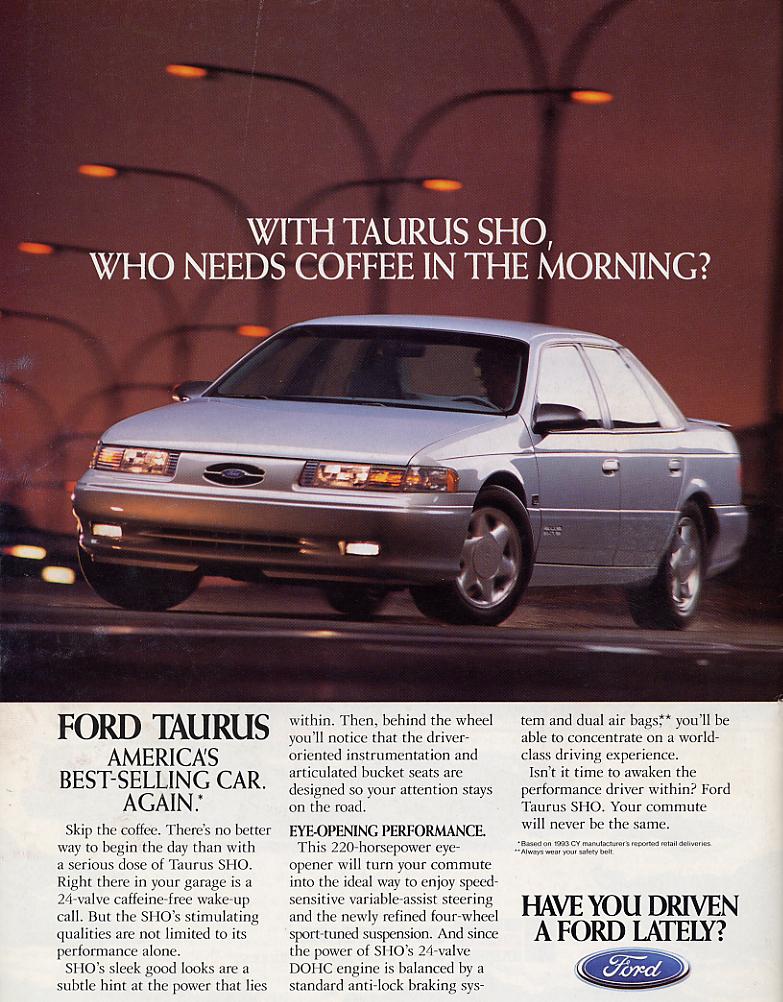 WITH TAURUS SHO,
WHO NEEDS COFFEE IN THE MORNING?
FORD TAURUS
AMERICA'S
BEST-SELLING CAR.
AGAIN.*
Skip the coffee. There's no better
way to begin the day than with
a serious dose of Taurus SHO.
Right there in your garage is a
24-valve caffeine-free wake-up
call. But the SHO's stimulating
qualities are not limited to its
performance alone.
SHO's sleek good looks are a
subtle hint at the power that lies
within. Then, behind the wheel
you'll notice that the driver-
oriented instrumentation and
articulated bucket seats are
designed so your attention stays
on the road.
EYE-OPENING PERFORMANCE.
This 220-horsepower eye-
opener will turn your commute
into the ideal way to enjoy speed-
sensitive variable-assist steering
and the newly refined four-wheel
sport-tuned suspension. And since
the power of SHO's 24-valve
DOHC engine is balanced by a
standard anti-lock braking sys-
tem and dual air bags,** you'll be
able to concentrate on a world-
class driving experience.
Isn't it time to awaken the
performance driver within? Ford
Taurus SHO. Your commute
will never be the same.
*Based on 1993 CY manufacturer's reported retail deliveries.
**Always wear your safety belt.
HAVE YOU DRIVEN
A FORD LATELY?
Ford